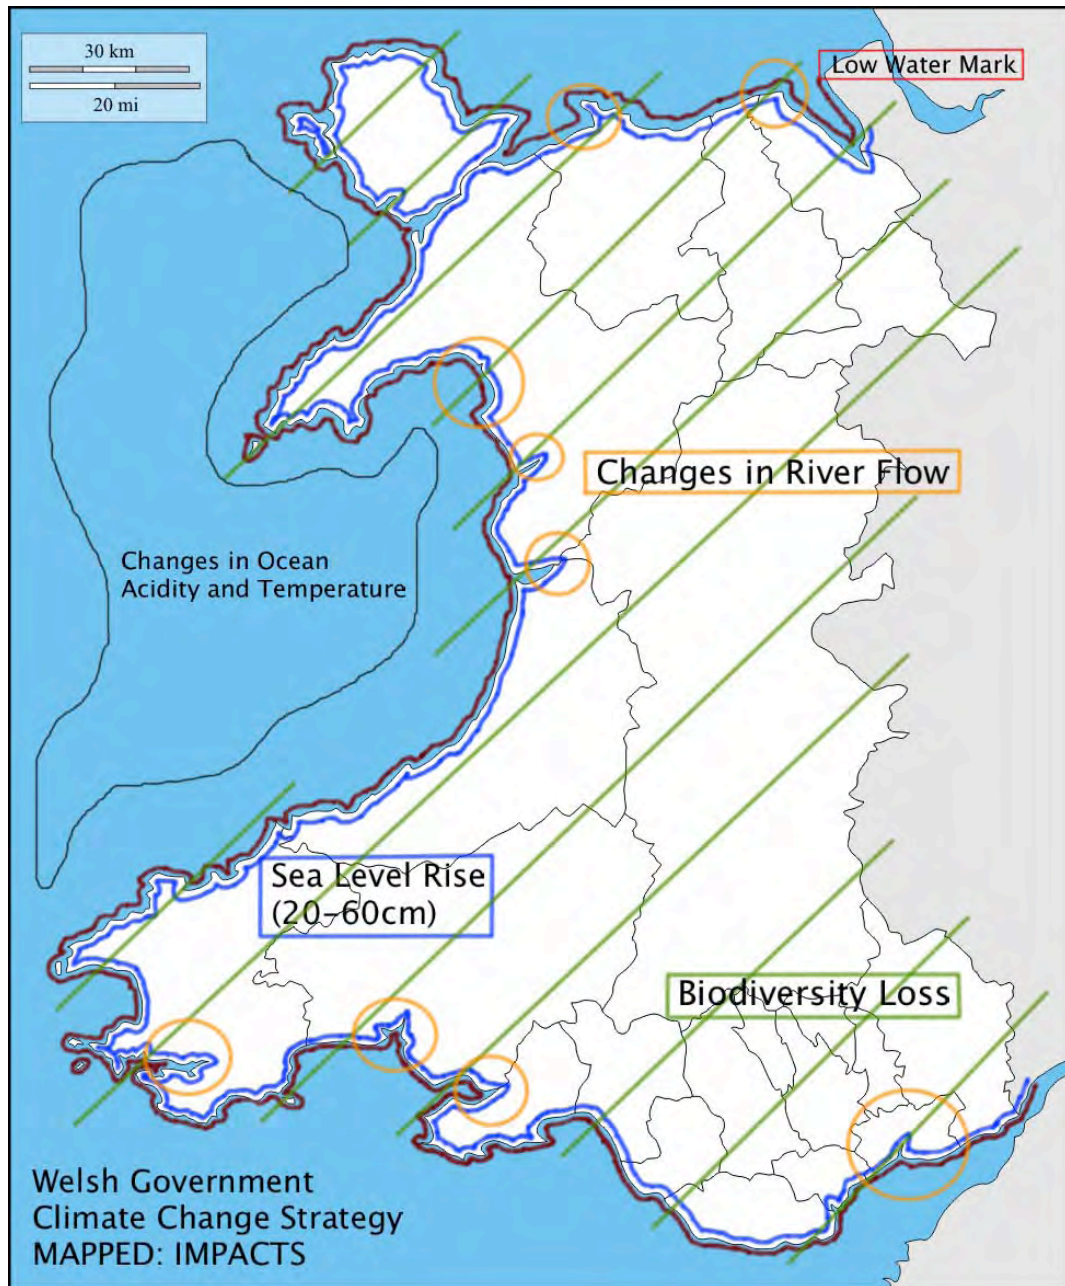 30 km
20 mi
Low Water Mark
Changes in River Flow
Changes in Ocean
Acidity and Temperature
Sea Level Rise
(20-60cm)
Biodiversity Loss
Welsh Government
Climate Change Strategy
MAPPED: IMPACTS